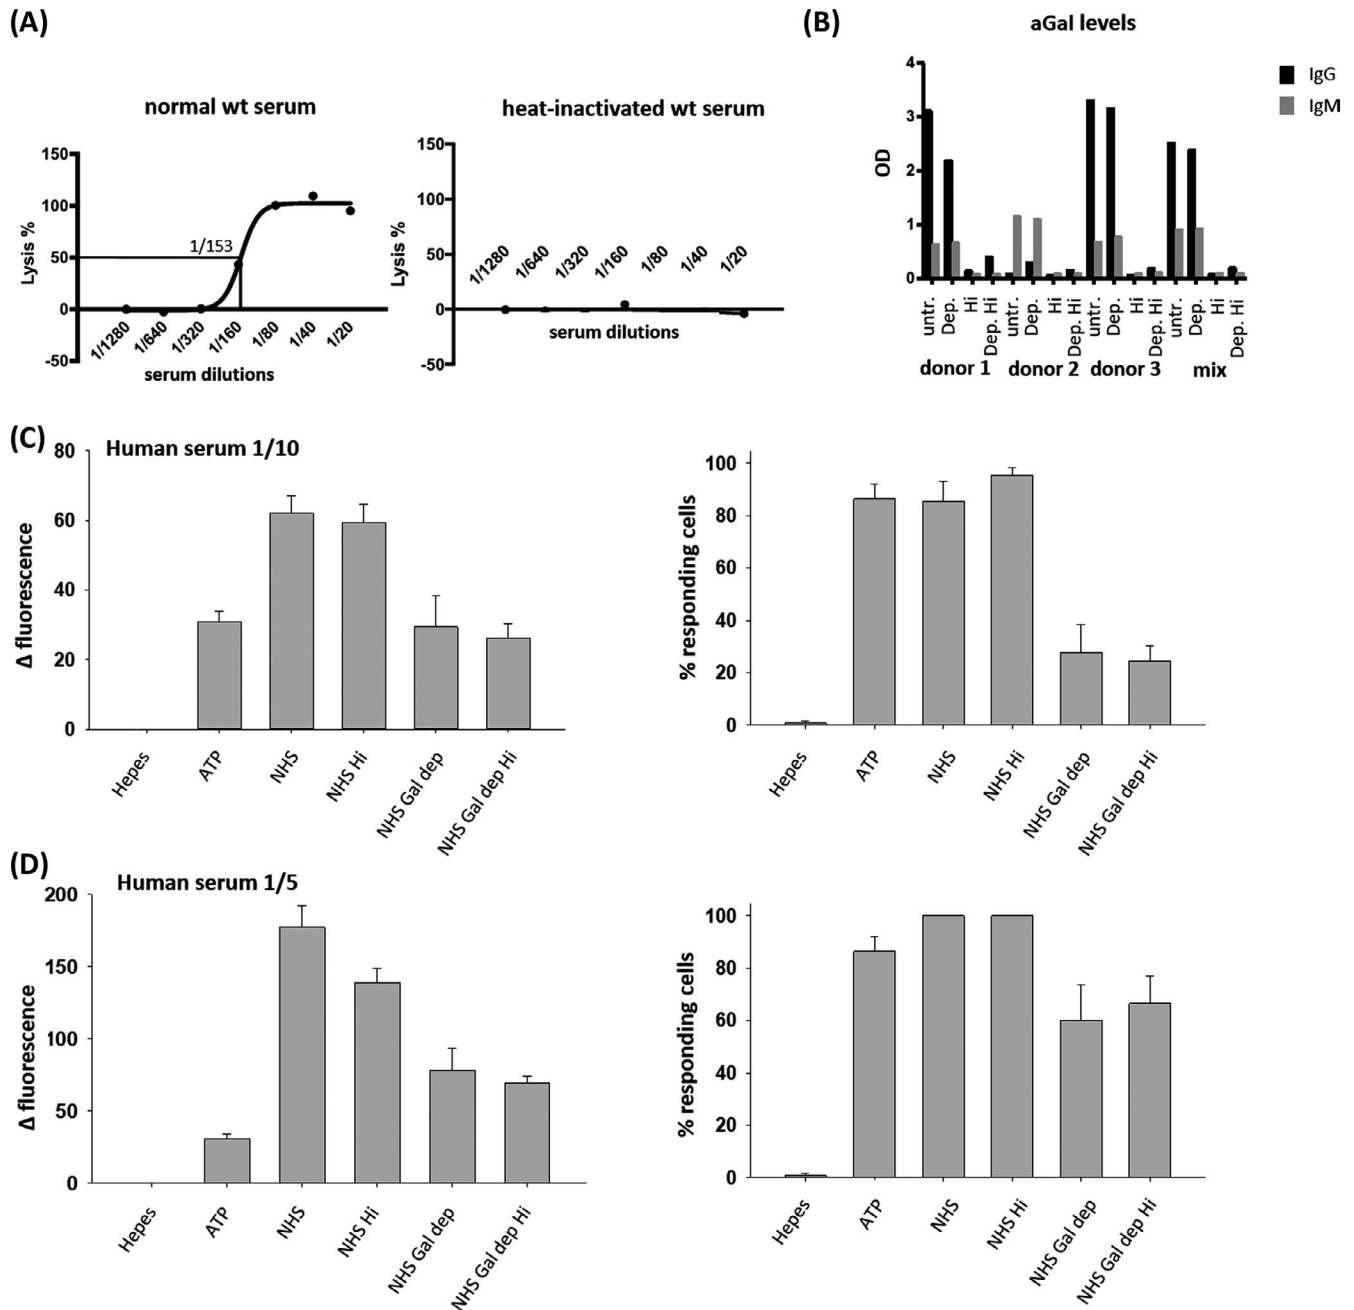 (A)
normal wt serum
Lysis %
150
100
50
0
-50
1/153
1/1280
1/640
1/320
1/160
1/80
1/40
1/20
serum dilutions
heat-inactivated wt serum
Lysis %
150
100
50
0
-50
1/1280
1/640
1/320
1/160
1/80
1/40
1/20
serum dilutions
(B)
aGal levels
IgG
IgM
OD
4
3
2
1
0
untr.
Dep.
Hi
Dep. Hi
untr.
Dep.
Hi
Dep. Hi
untr.
Dep.
Hi
Dep. Hi
untr.
Dep.
Hi
Dep. Hi
donor 1
donor 2
donor 3
mix
(C)
Human serum 1/10
Δ fluorescence
80
60
40
20
0
Hepes
ATP
NHS
NHS Hi
NHS Gal dep
NHS Gal dep Hi
% responding cells
100
80
60
40
20
0
Hepes
ATP
NHS
NHS Hi
NHS Gal dep
NHS Gal dep Hi
(D)
Human serum 1/5
Δ fluorescence
200
150
100
50
0
Hepes
ATP
NHS
NHS Hi
NHS Gal dep
NHS Gal dep Hi
% responding cells
100
80
60
40
20
0
Hepes
ATP
NHS
NHS Hi
NHS Gal dep
NHS Gal dep Hi